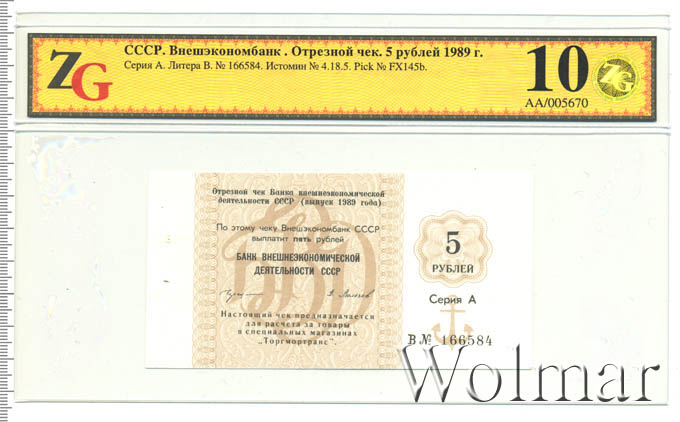 ZG
СССР. Внешэкономбанк . Отрезной чек. 5 рублей 1989 г.
Серия А. Литера В. № 166584. Истомин № 4.18.5. Pick № FX145b.
10
ZG
АА/005670
Отрезной чек Банка внешнеэкономической
деятельности СССР (выпуск 1989 года)
По этому чеку Внешэкономбанк СССР
выплатит пять рублей
БАНК ВНЕШНЕЭКОНОМИЧЕСКОЙ
ДЕЯТЕЛЬНОСТИ СССР
Настоящий чек предназначается
для расчета за товары
в специальных магазинах
„Торгмортранс".
5
РУБЛЕЙ
Серия А
В № 166584
Wolmar